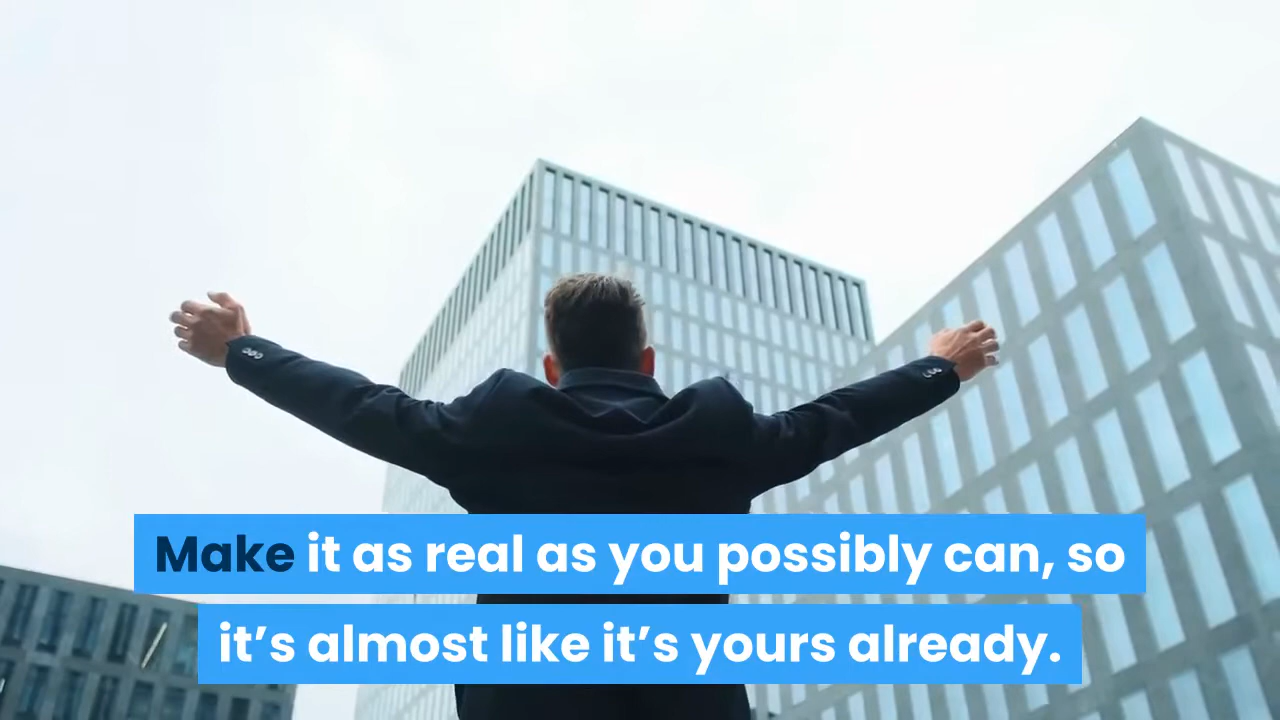 Make it as real as you possibly can, so
it’s almost like it’s yours already.